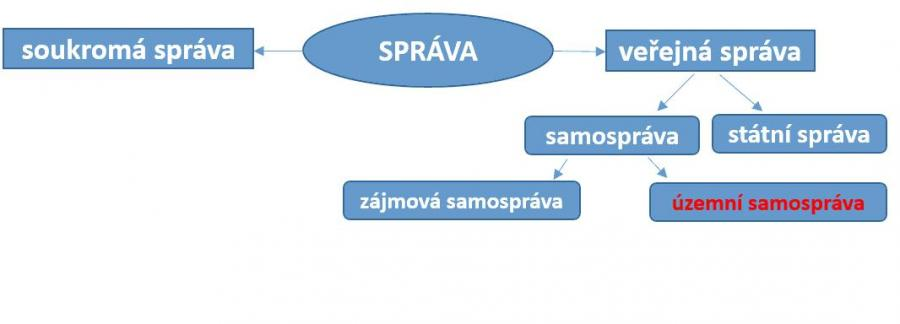 soukromá správa
SPRÁVA
veřejná správa
samospráva
státní správa
zájmová samospráva
územní samospráva